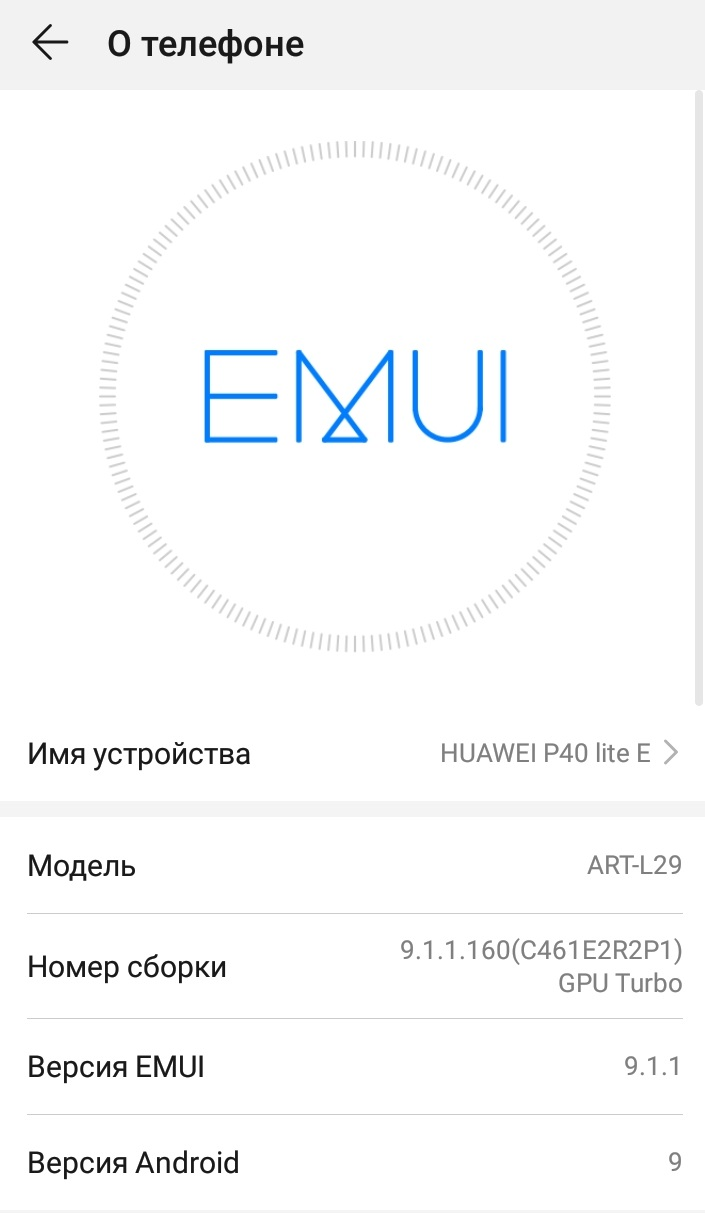 О телефоне
EMUI
Имя устройства HUAWEI P40 lite E
Модель ART-L29
Номер сборки 9.1.1.160(C461E2R2P1)
GPU Turbo
Версия EMUI 9.1.1
Версия Android 9